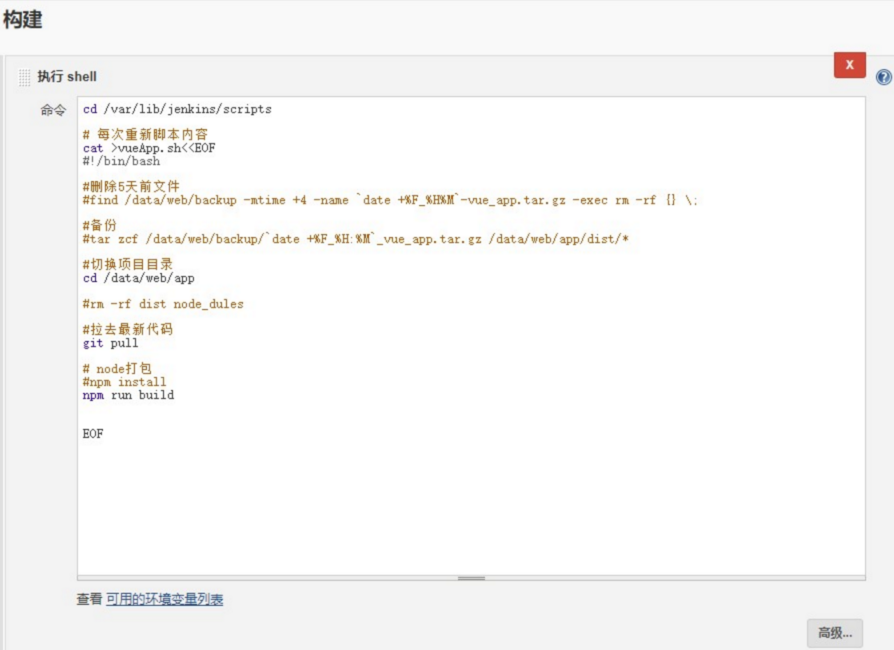 构建
执行 shell
X
?
命令
cd /var/lib/jenkins/scripts
# 每次重新脚本内容
cat >vueApp.sh<<EOF
#!/bin/bash
#删除5天前文件
#find /data/web/backup -mtime +4 -name `date +%F_%H%M`-vue_app.tar.gz -exec rm -rf {} \;
#备份
#tar zcf /data/web/backup/`date +%F_%H:%M`_vue_app.tar.gz /data/web/app/dist/*
#切换项目目录
cd /data/web/app
#rm -rf dist node_dules
#拉去最新代码
git pull
# node打包
#npm install
npm run build
EOF
查看 可用的环境变量列表
高级...